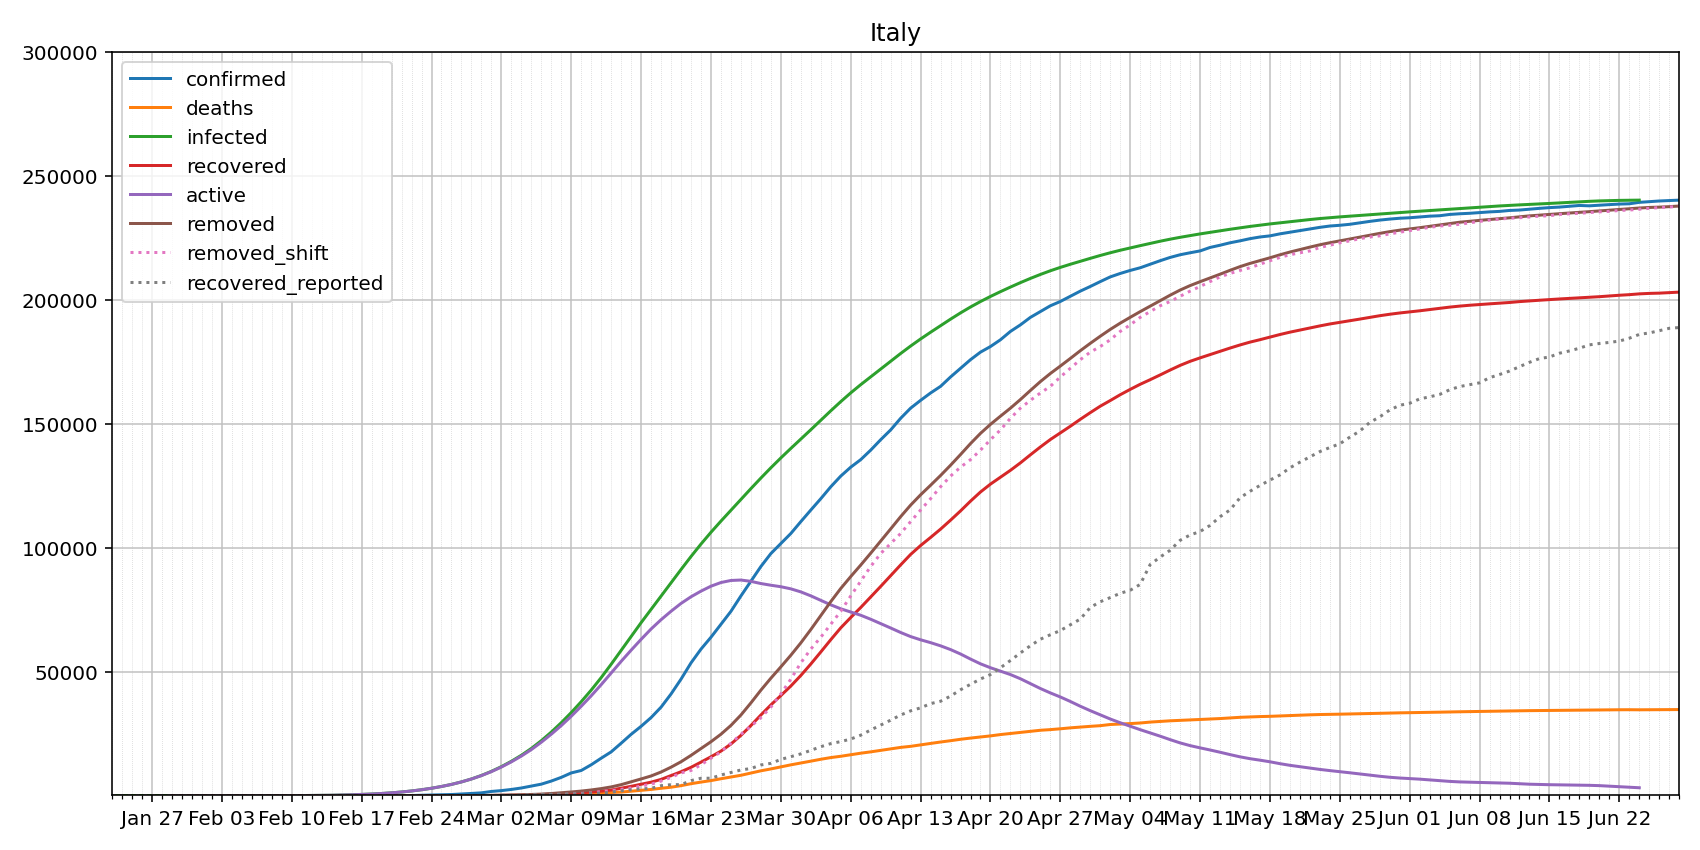 Italy
300000
250000
200000
150000
100000
50000
confirmed
deaths
infected
recovered
active
removed
removed_shift
recovered_reported
Jan 27 Feb 03 Feb 10 Feb 17 Feb 24 Mar 02 Mar 09 Mar 16 Mar 23 Mar 30 Apr 06 Apr 13 Apr 20 Apr 27 May 04 May 11 May 18 May 25 Jun 01 Jun 08 Jun 15 Jun 22